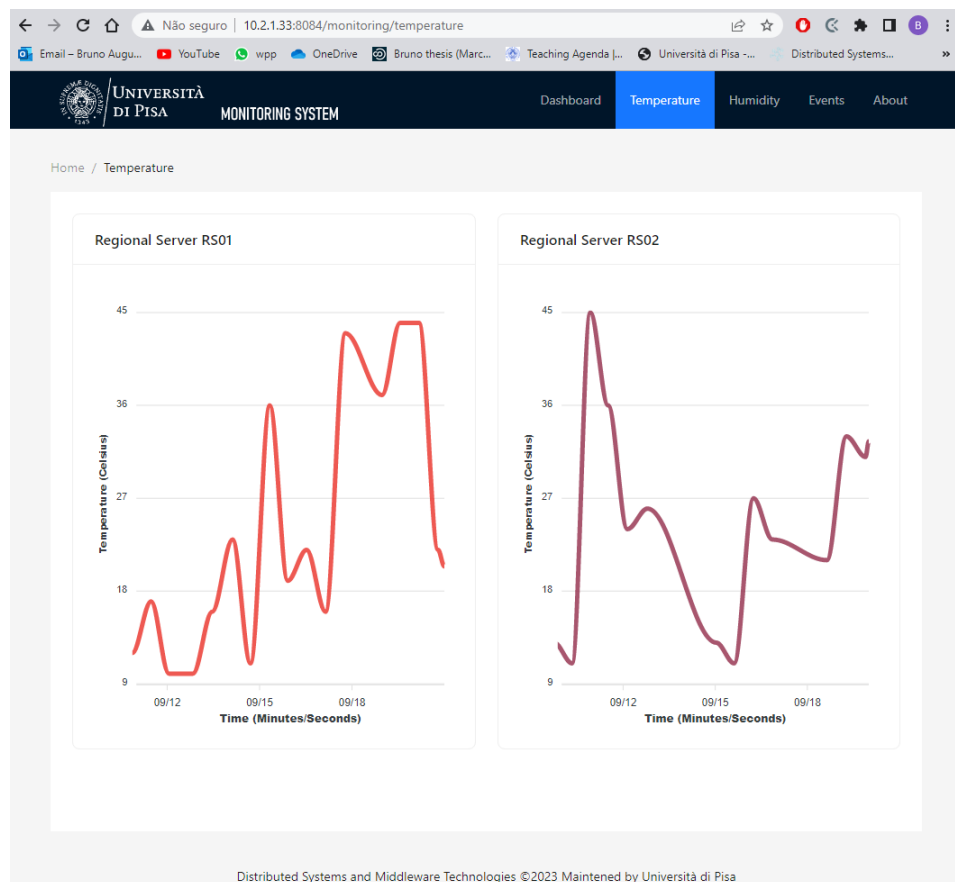 Não seguro | 10.2.1.33:8084/monitoring/temperature B
Email – Bruno Augu... YouTube wpp OneDrive Bruno thesis (Marc... Teaching Agenda |... Università di Pisa -... Distributed Systems... »
UNIVERSITÀ
DI PISA
MONITORING SYSTEM
Dashboard Temperature Humidity Events About
Home / Temperature
Regional Server RS01
45
36
27
18
9
Temperature (Celsius)
09/12 09/15 09/18
Time (Minutes/Seconds)
Regional Server RS02
45
36
27
18
9
Temperature (Celsius)
09/12 09/15 09/18
Time (Minutes/Seconds)
Distributed Systems and Middleware Technologies ©2023 Maintened by Università di Pisa